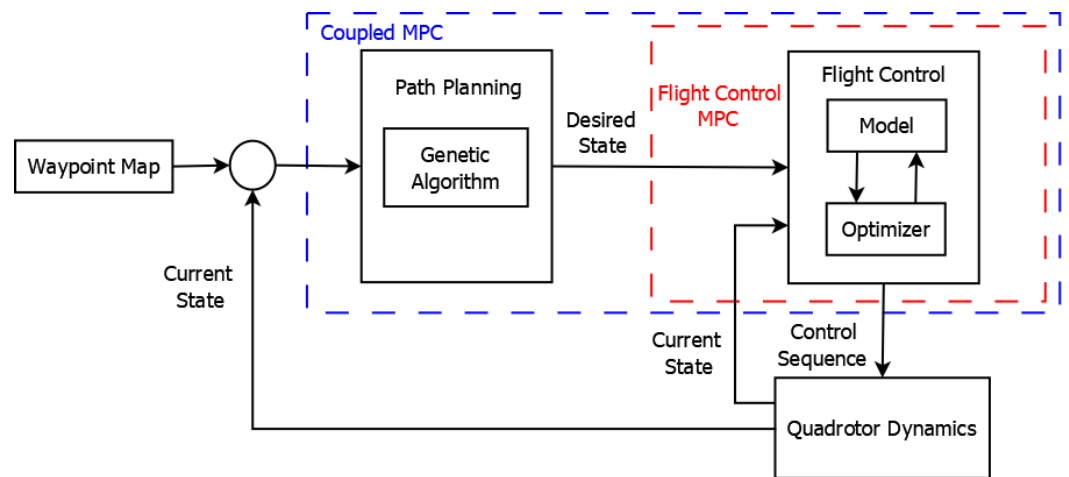 Coupled MPC
Path Planning
Genetic
Algorithm
Waypoint Map
Desired
State
Flight Control
MPC
Flight Control
Model
Optimizer
Current
State
Current
State
Control
Sequence
Quadrotor Dynamics